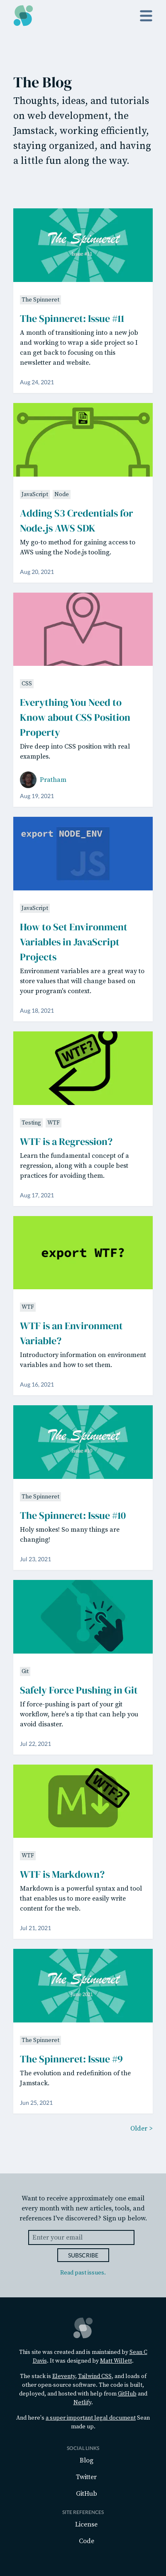 The Blog
Thoughts, ideas, and tutorials
on web development, the
Jamstack, working efficiently,
staying organized, and having
a little fun along the way.
The Spinneret
The Spinneret
The Spinneret: Issue #11
A month of transitioning into a new job
and working to wrap a side project so I
can get back to focusing on this
newsletter and website.
Aug 24, 2021
JavaScript Node
Adding S3 Credentials for
Node.js AWS SDK
My go-to method for gaining access to
AWS using the Node.js tooling.
Aug 20, 2021
CSS
Everything You Need to
Know about CSS Position
Property
Dive deep into CSS position with real
examples.
Pratham
Aug 19, 2021
export NODE_ENV
JS
JavaScript
How to Set Environment
Variables in JavaScript
Projects
Environment variables are a great way to
store values that will change based on
your program's context.
Aug 18, 2021
WTF?
Testing WTF
WTF is a Regression?
Learn the fundamental concept of a
regression, along with a couple best
practices for avoiding them.
Aug 17, 2021
export WTF?
WTF
WTF is an Environment
Variable?
Introductory information on environment
variables and how to set them.
Aug 16, 2021
The Spinneret
The Spinneret
The Spinneret: Issue #10
Holy smokes! So many things are
changing!
Jul 23, 2021
Git
Safely Force Pushing in Git
If force-pushing is part of your git
workflow, here's a tip that can help you
avoid disaster.
Jul 22, 2021
WTF?
M
WTF
WTF is Markdown?
Markdown is a powerful syntax and tool
that enables us to more easily write
content for the web.
Jul 21, 2021
The Spinneret
The Spinneret
The Spinneret: Issue #9
The evolution and redefinition of the
Jamstack.
Jun 25, 2021
Older >
Want to receive approximately one email
every month with new articles, tools, and
references I've discovered? Sign up below.
Enter your email
SUBSCRIBE
Read past issues.
This site was created and is maintained by Sean C
Davis. It was designed by Matt Willett.
The stack is Eleventy, Tailwind CSS, and loads of
other open-source software. The code is built,
deployed, and hosted with help from GitHub and
Netlify.
And here's a super important legal document Sean
made up.
SOCIAL LINKS
Blog
Twitter
GitHub
SITE REFERENCES
License
Code